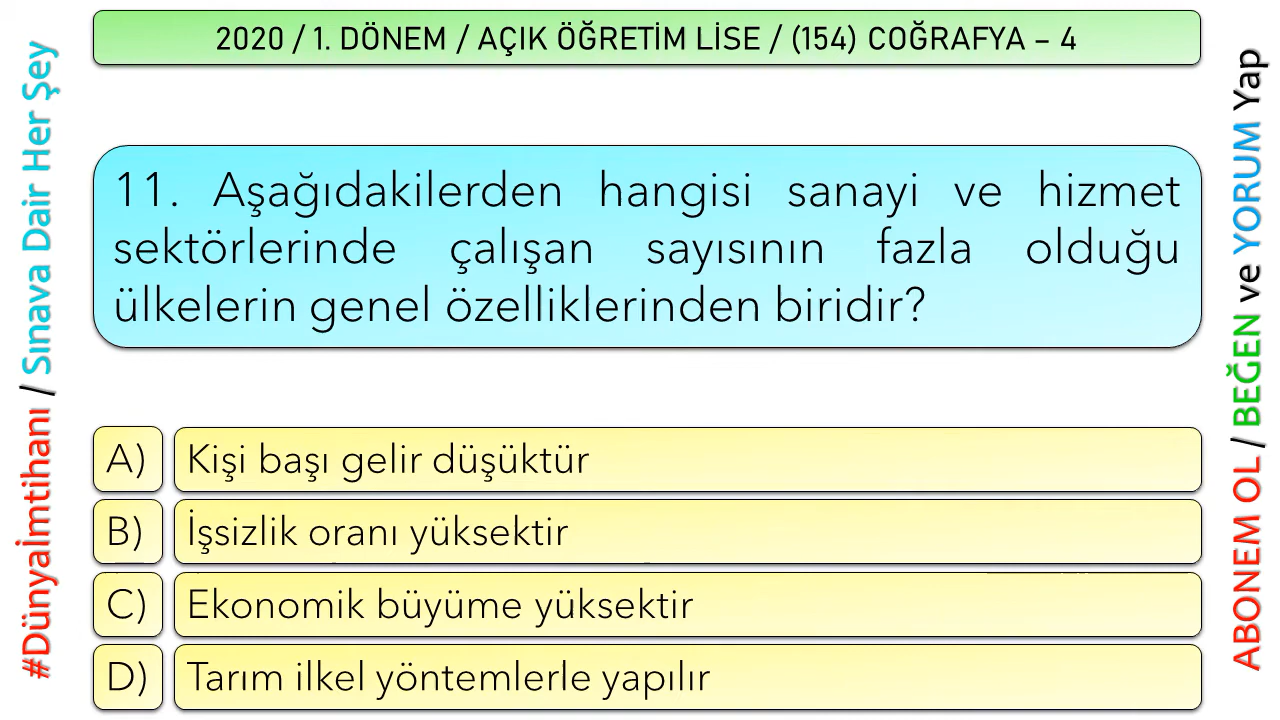 2020 / 1. DÖNEM / AÇIK ÖĞRETİM LİSE / (154) COĞRAFYA – 4
#Dünyaİmtihanı / Sınava Dair Her Şey
11. Aşağıdakilerden hangisi sanayi ve hizmet
sektörlerinde çalışan sayısının fazla olduğu
ülkelerin genel özelliklerinden biridir?
A) Kişi başı gelir düşüktür
B) İşsizlik oranı yüksektir
C) Ekonomik büyüme yüksektir
D) Tarım ilkel yöntemlerle yapılır
ABONEM OL / BEĞEN ve YORUM Yap